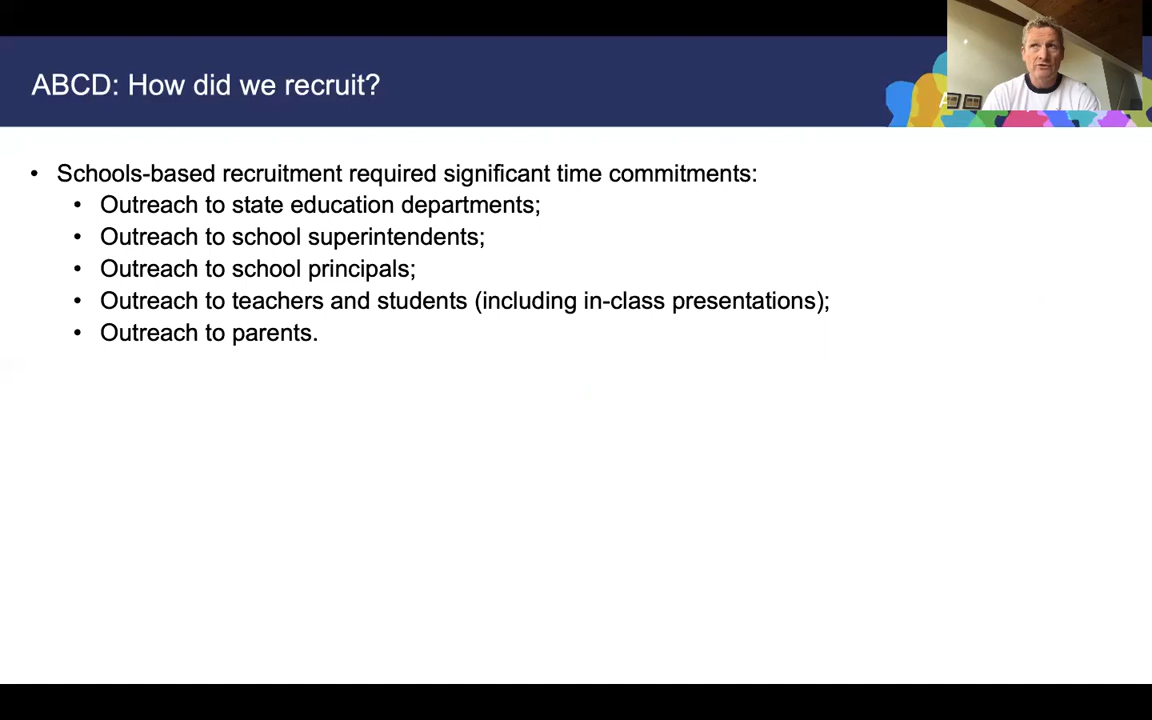 ABCD: How did we recruit?
• Schools-based recruitment required significant time commitments:
• Outreach to state education departments;
• Outreach to school superintendents;
• Outreach to school principals;
• Outreach to teachers and students (including in-class presentations);
• Outreach to parents.